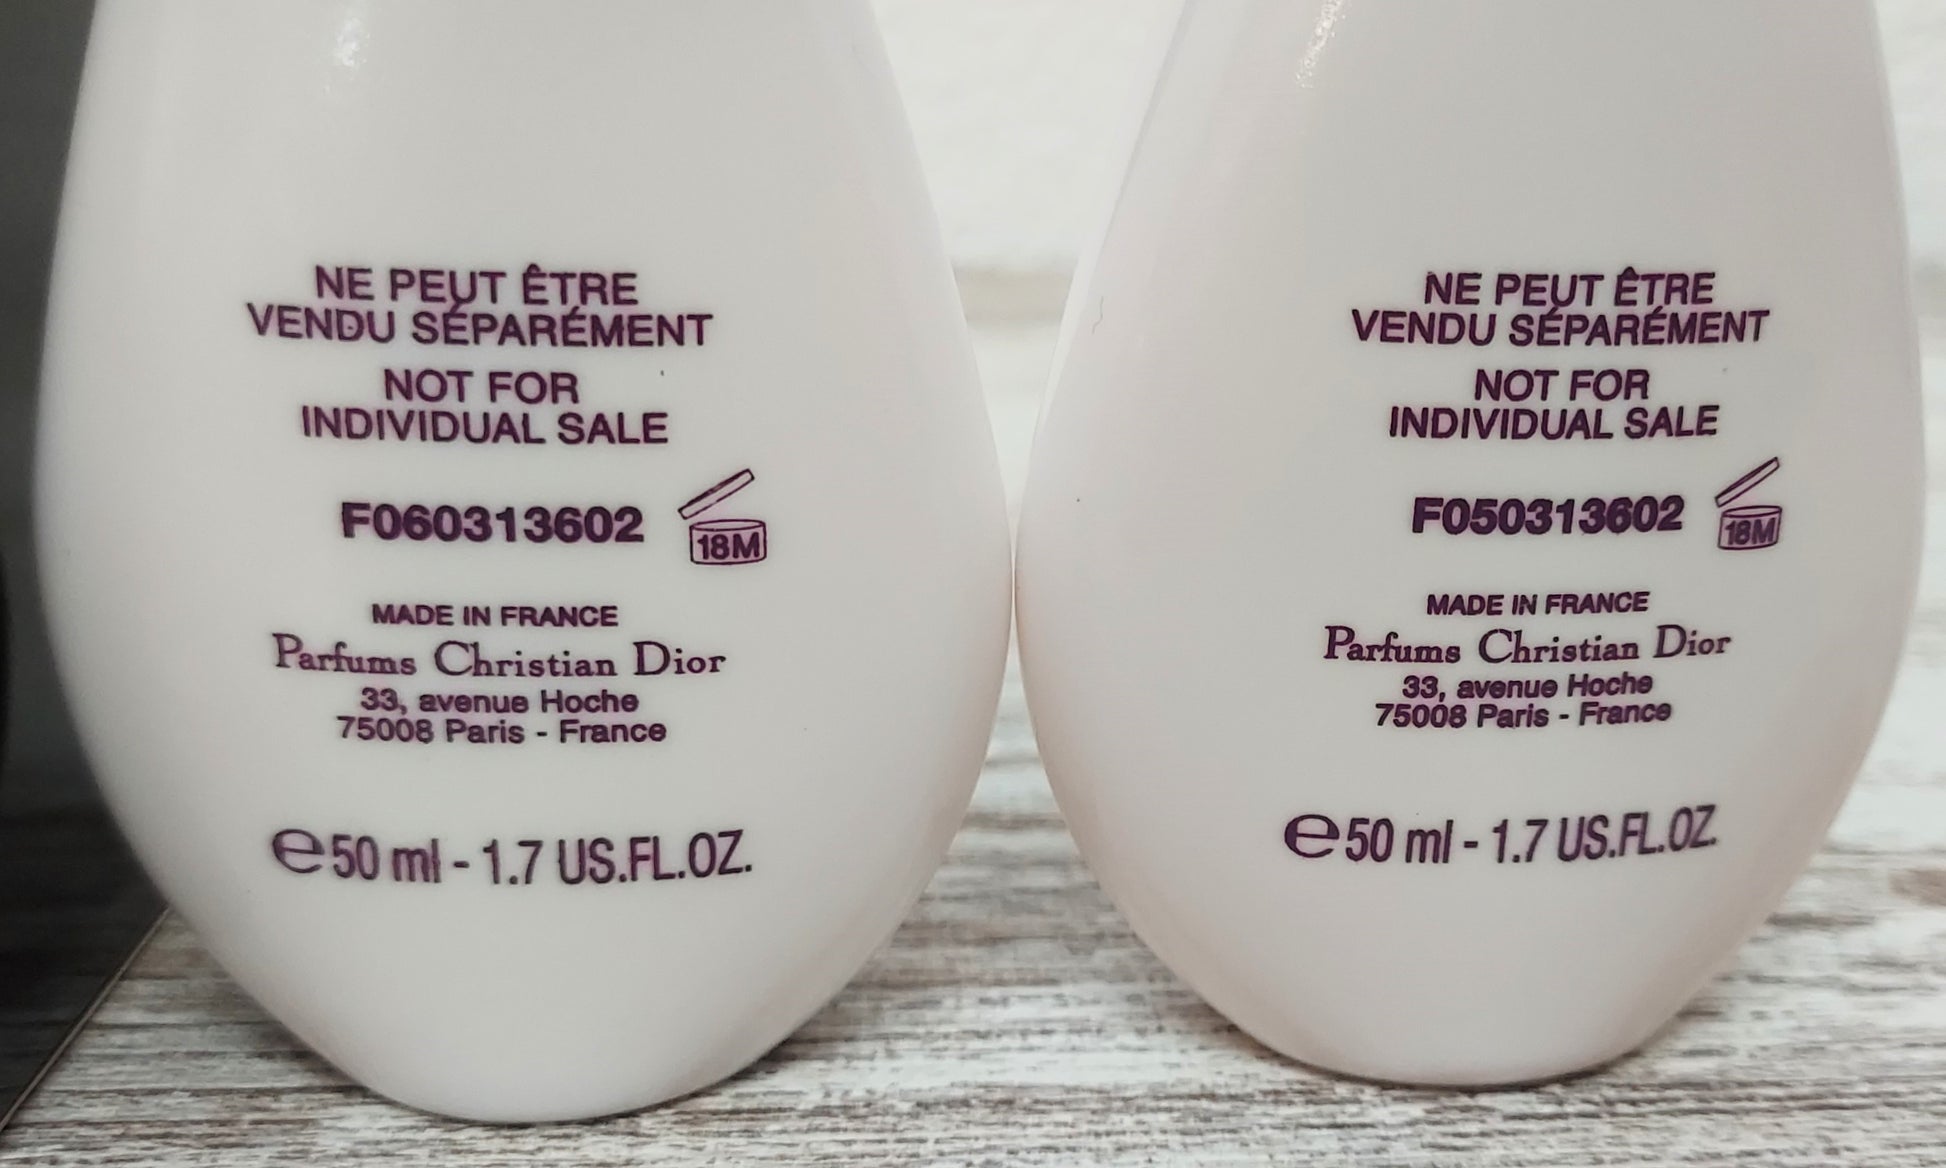 NE PEUT ÊTRE
VENDU SÉPARÉMENT
NOT FOR
INDIVIDUAL SALE
F060313602
18M
MADE IN FRANCE
Parfums Christian Dior
33, avenue Hoche
75008 Paris - France
℮50 ml - 1.7 US.FL.OZ.
NE PEUT ÊTRE
VENDU SÉPARÉMENT
NOT FOR
INDIVIDUAL SALE
F050313602
18M
MADE IN FRANCE
Parfums Christian Dior
33, avenue Hoche
75008 Paris - France
℮50 ml - 1.7 US.FL.OZ.